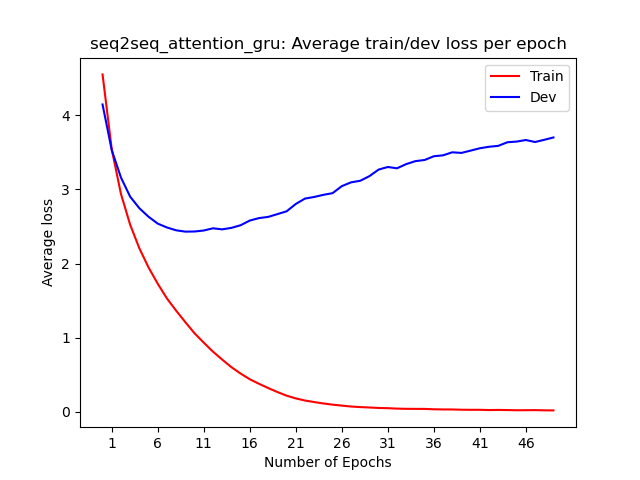 seq2seq_attention_gru: Average train/dev loss per epoch
Train
Dev
4
3
2
1
0
Average loss
1 6 11 16 21 26 31 36 41 46
Number of Epochs